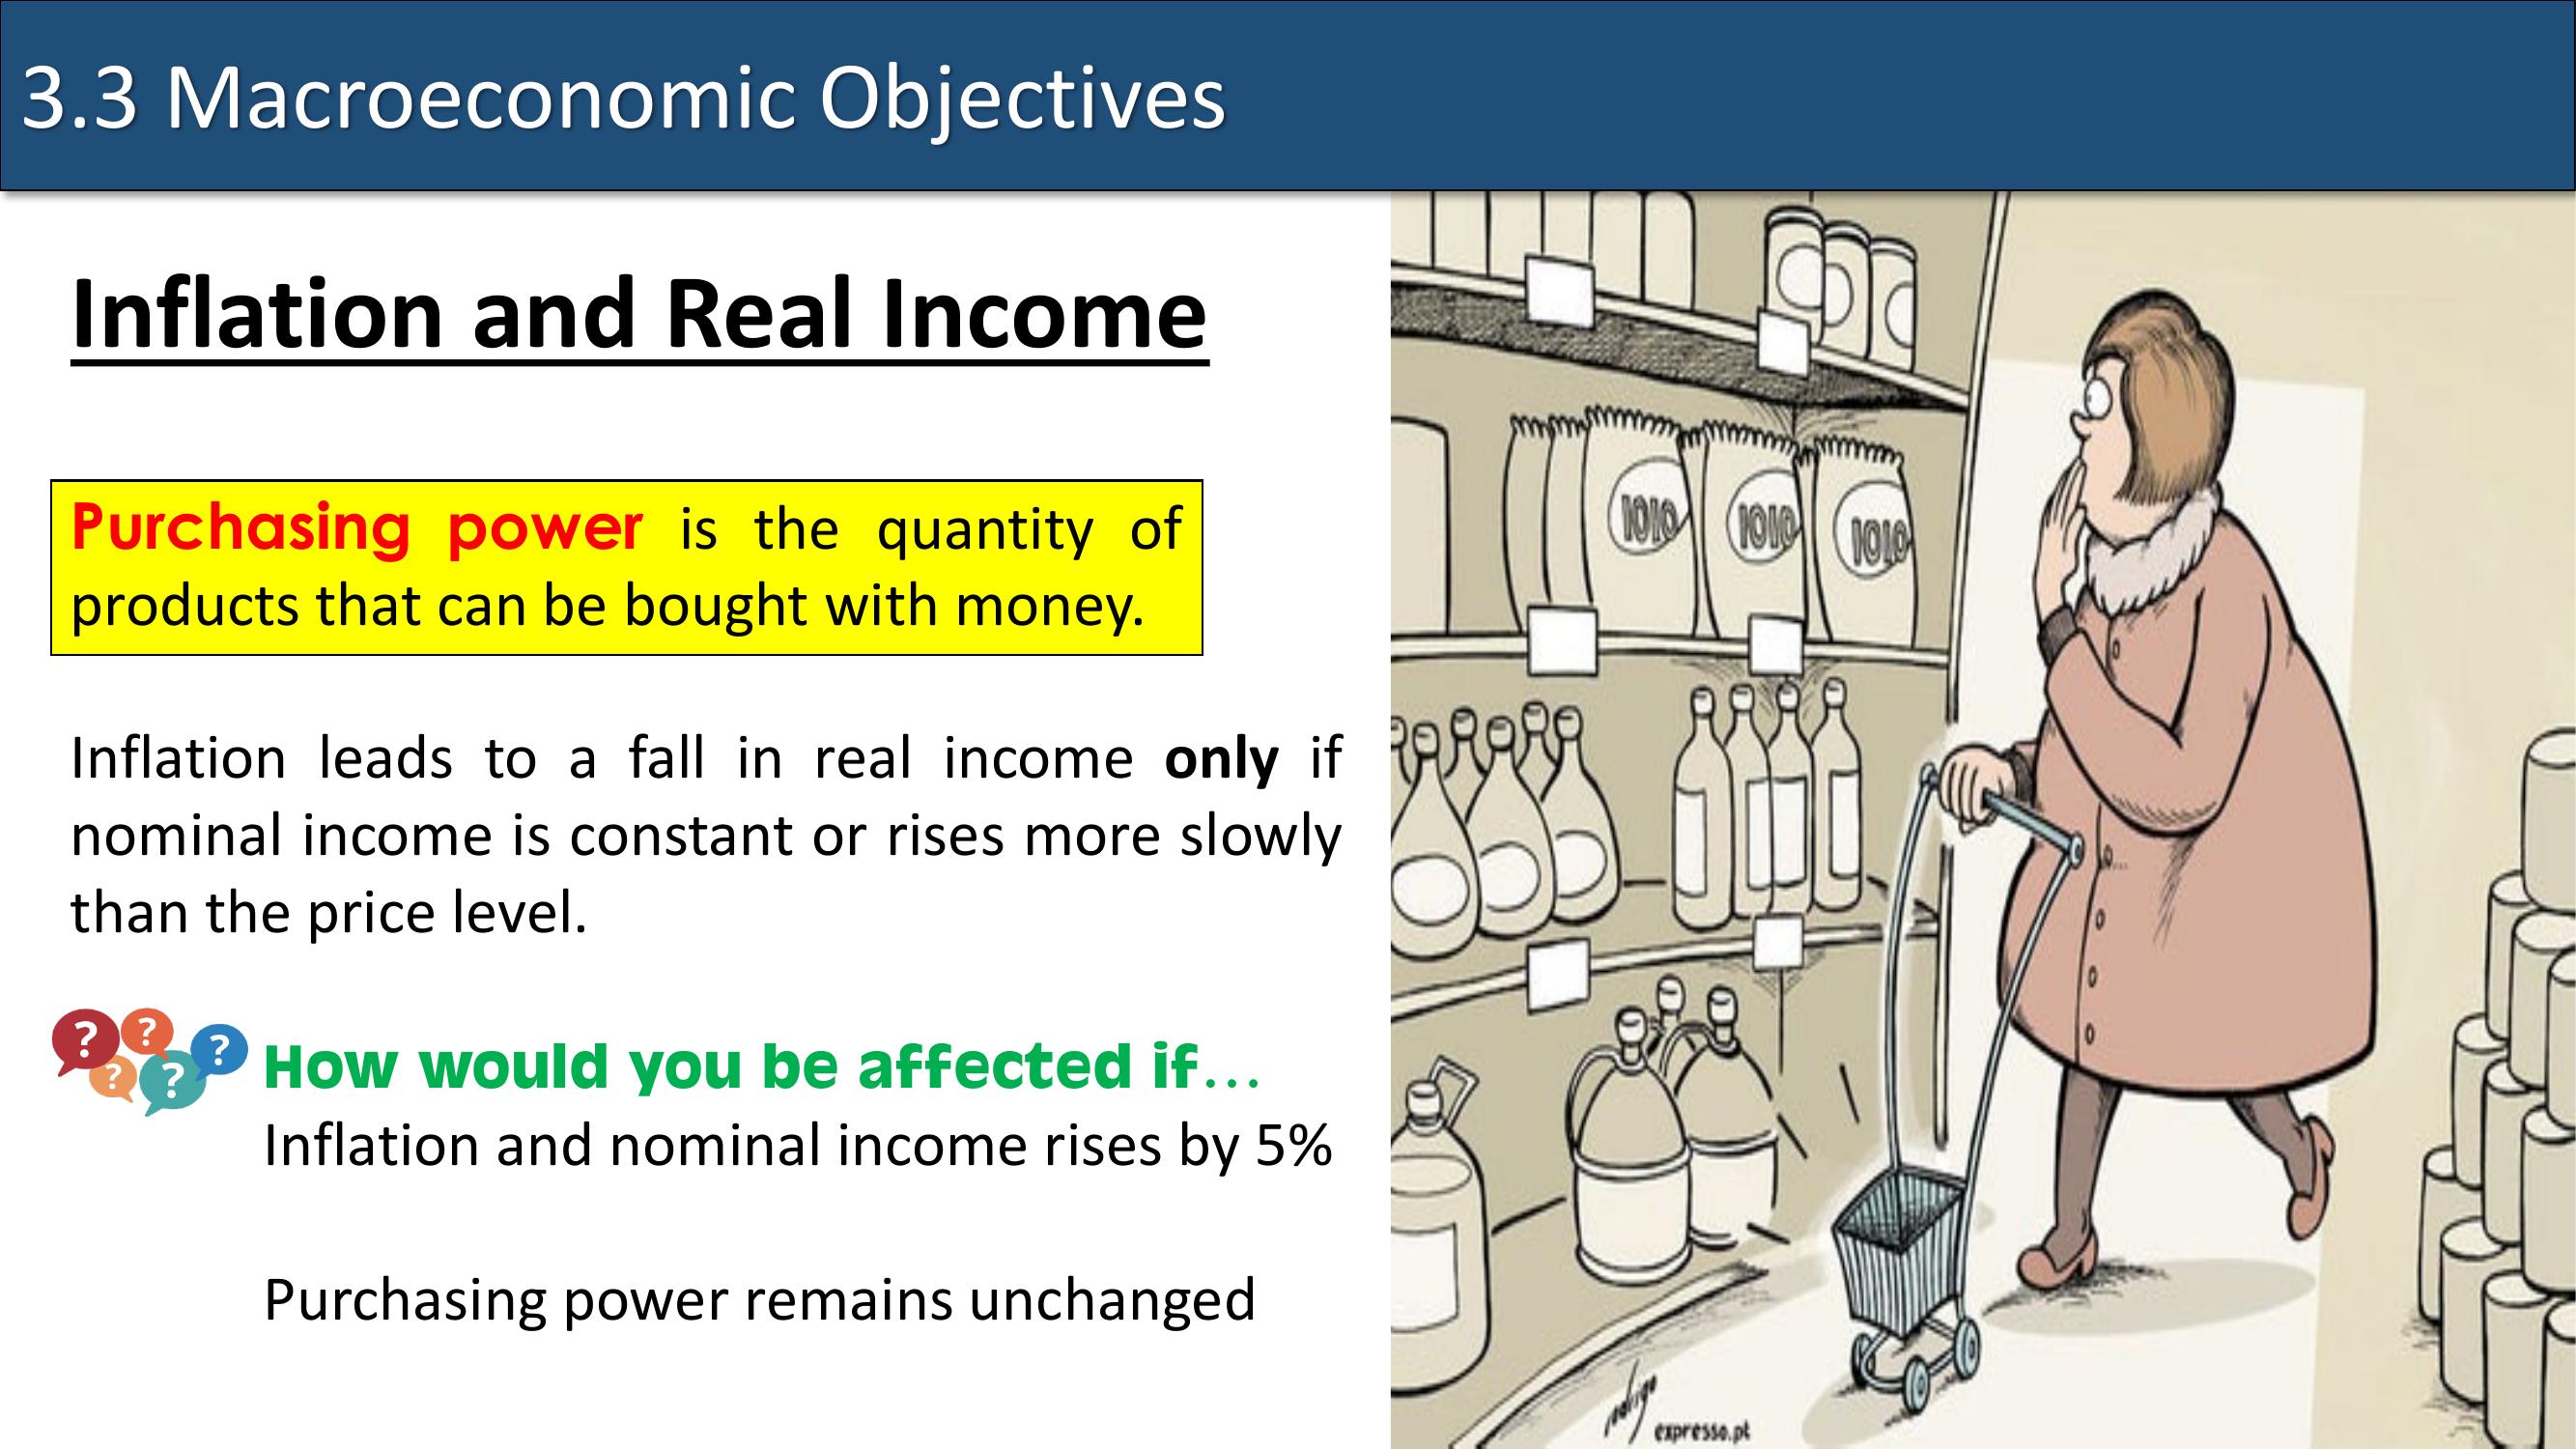 3.3 Macroeconomic Objectives
Inflation and Real Income
Purchasing power is the quantity of
products that can be bought with money.
Inflation leads to a fall in real income only if
nominal income is constant or rises more slowly
than the price level.
? ? ? ? ?
How would you be affected if...
Inflation and nominal income rises by 5%
Purchasing power remains unchanged
1010 1010 1010
rodrigo
expresso.pt